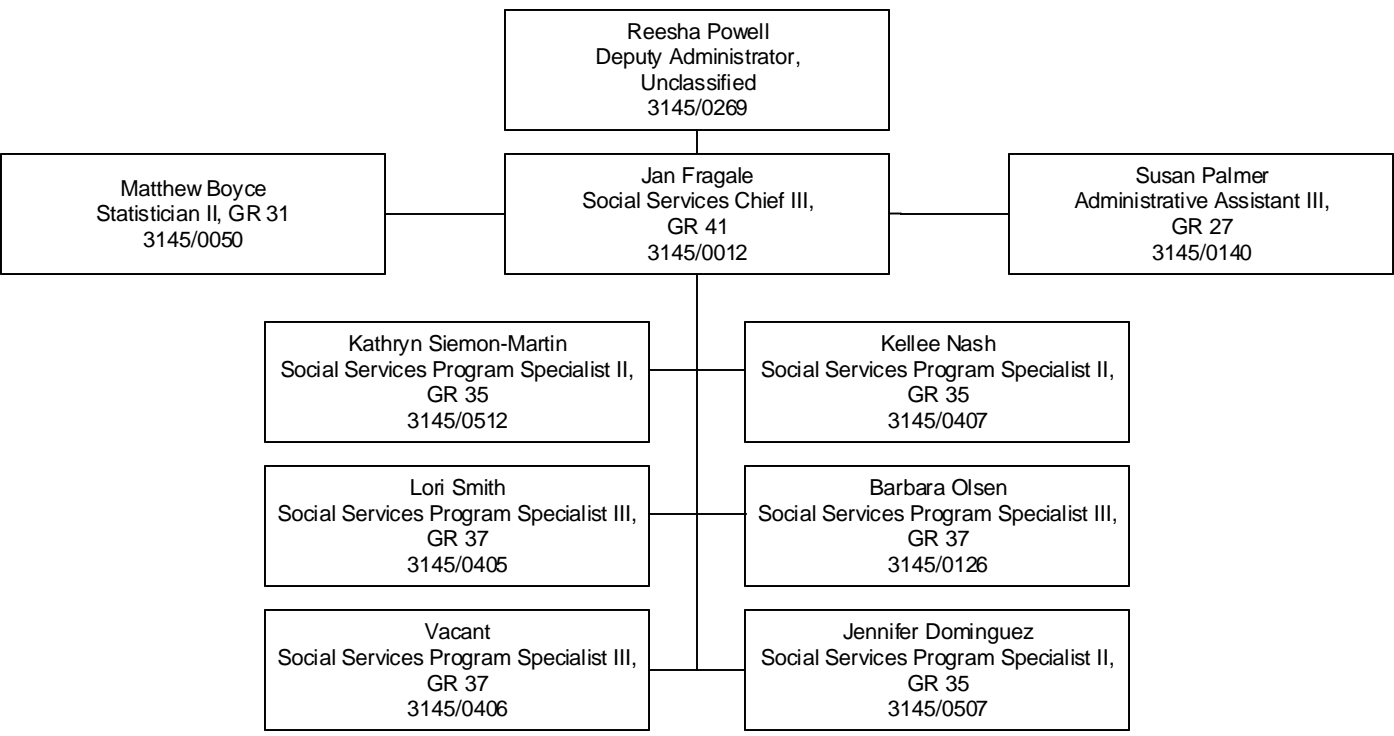 Reesha Powell
Deputy Administrator,
Unclassified
3145/0269
Matthew Boyce
Statistician II, GR 31
3145/0050
Jan Fragale
Social Services Chief III,
GR 41
3145/0012
Susan Palmer
Administrative Assistant III,
GR 27
3145/0140
Kathryn Siemon-Martin
Social Services Program Specialist II,
GR 35
3145/0512
Kellee Nash
Social Services Program Specialist II,
GR 35
3145/0407
Lori Smith
Social Services Program Specialist III,
GR 37
3145/0405
Barbara Olsen
Social Services Program Specialist III,
GR 37
3145/0126
Vacant
Social Services Program Specialist III,
GR 37
3145/0406
Jennifer Dominguez
Social Services Program Specialist II,
GR 35
3145/0507